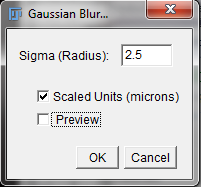 Gaussian Blur...
Sigma (Radius): 2.5
Scaled Units (microns)
Preview
OK Cancel